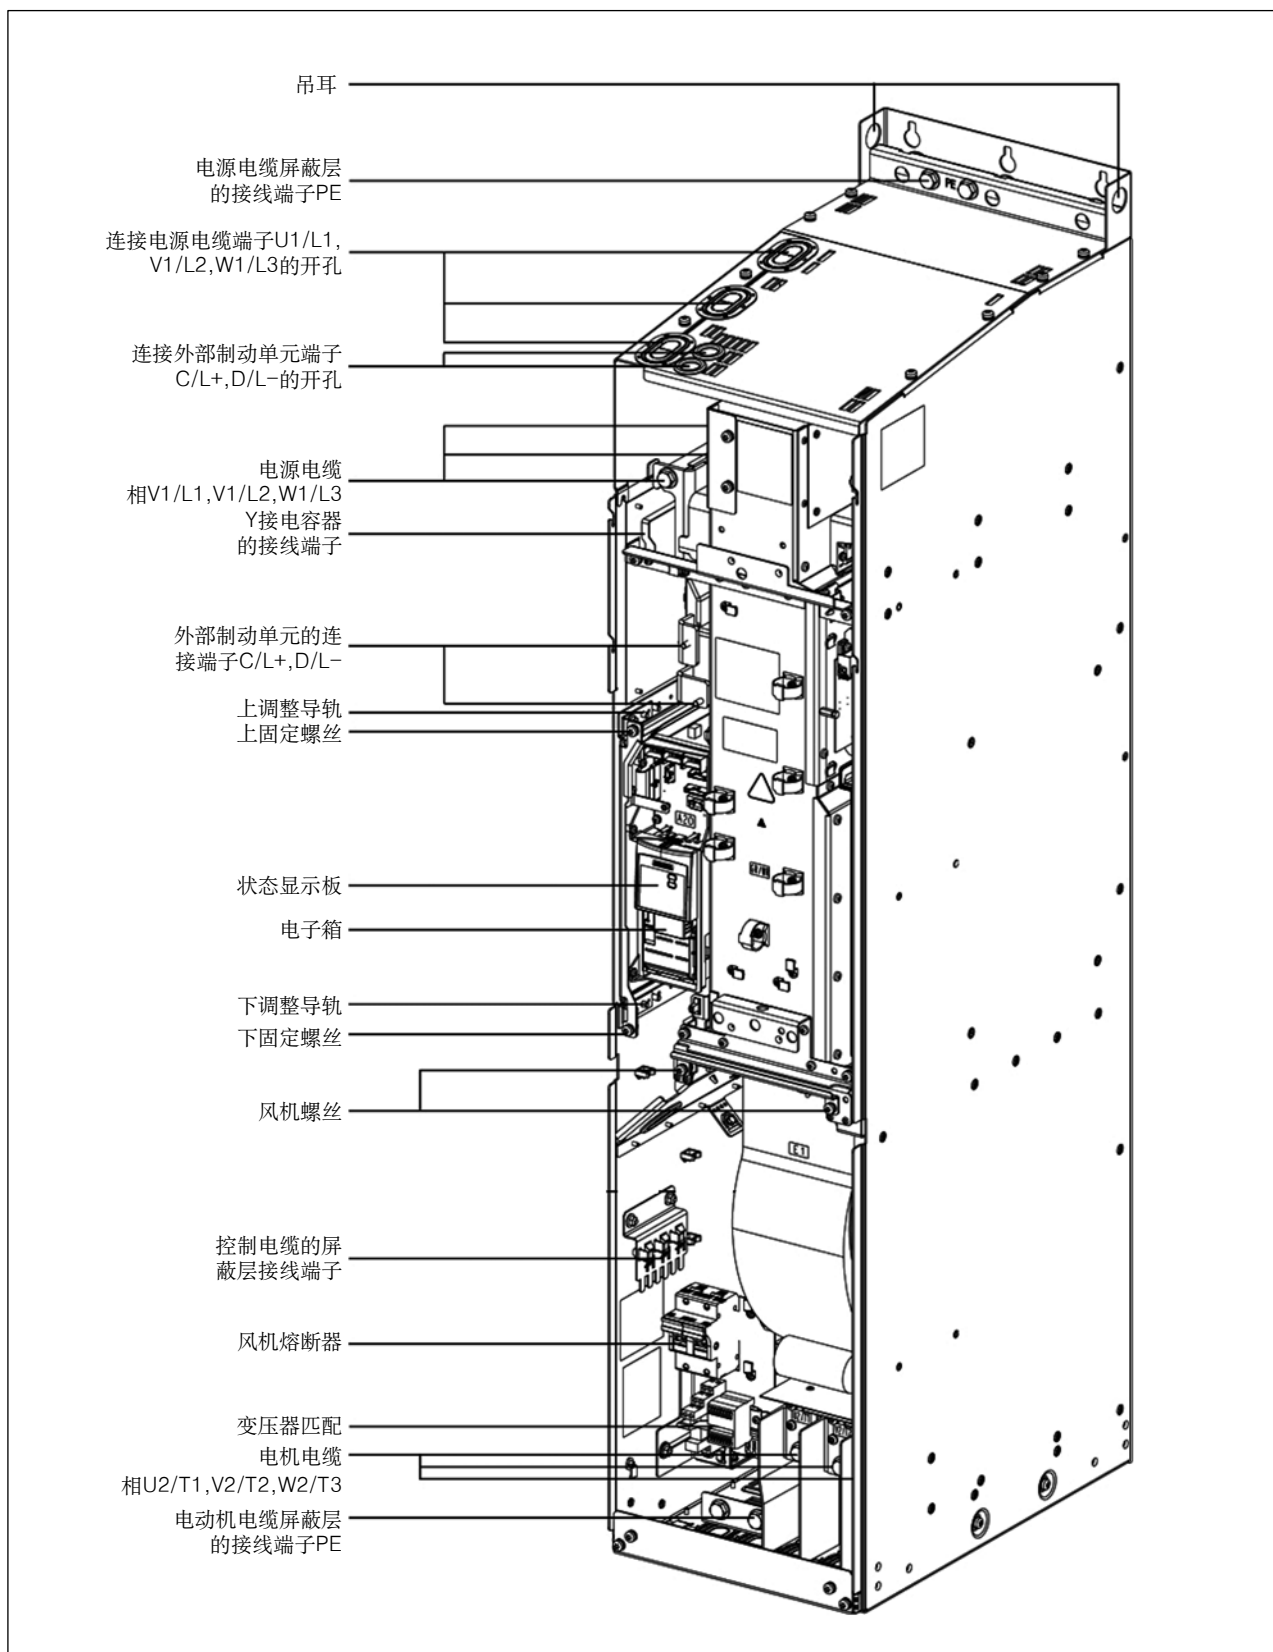 吊耳
电源电缆屏蔽层
的接线端子PE
PE
连接电源电缆端子U1/L1,
V1/L2,W1/L3的开孔
连接外部制动单元端子
C/L+,D/L-的开孔
电源电缆
相V1/L1,V1/L2,W1/L3
Y接电容器
的接线端子
外部制动单元的连
接端子C/L+,D/L-
上调整导轨
上固定螺丝
A20
状态显示板
电子箱
下调整导轨
下固定螺丝
风机螺丝
E1
控制电缆的屏
蔽层接线端子
风机熔断器
变压器匹配
电机电缆
相U2/T1,V2/T2,W2/T3
电动机电缆屏蔽层
的接线端子PE